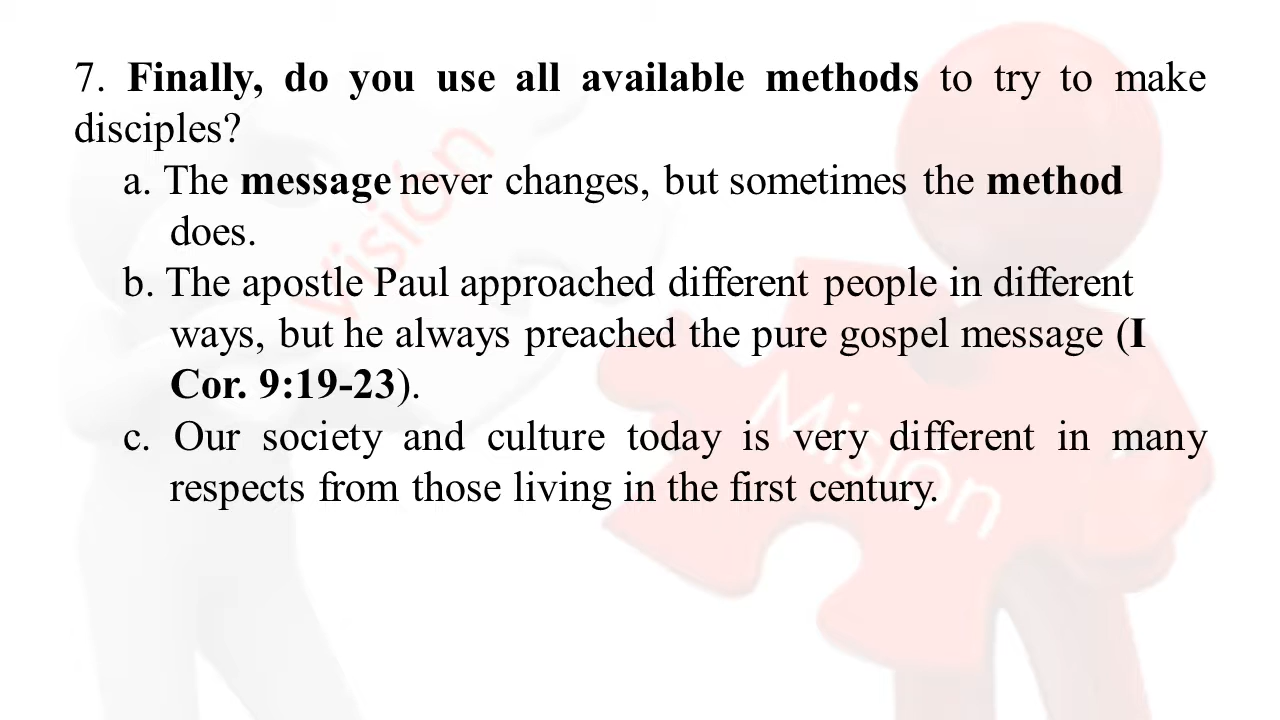 7. Finally, do you use all available methods to try to make
disciples?
a. The message never changes, but sometimes the method
does.
b. The apostle Paul approached different people in different
ways, but he always preached the pure gospel message (I
Cor. 9:19-23).
c. Our society and culture today is very different in many
respects from those living in the first century.
Vision
Mision